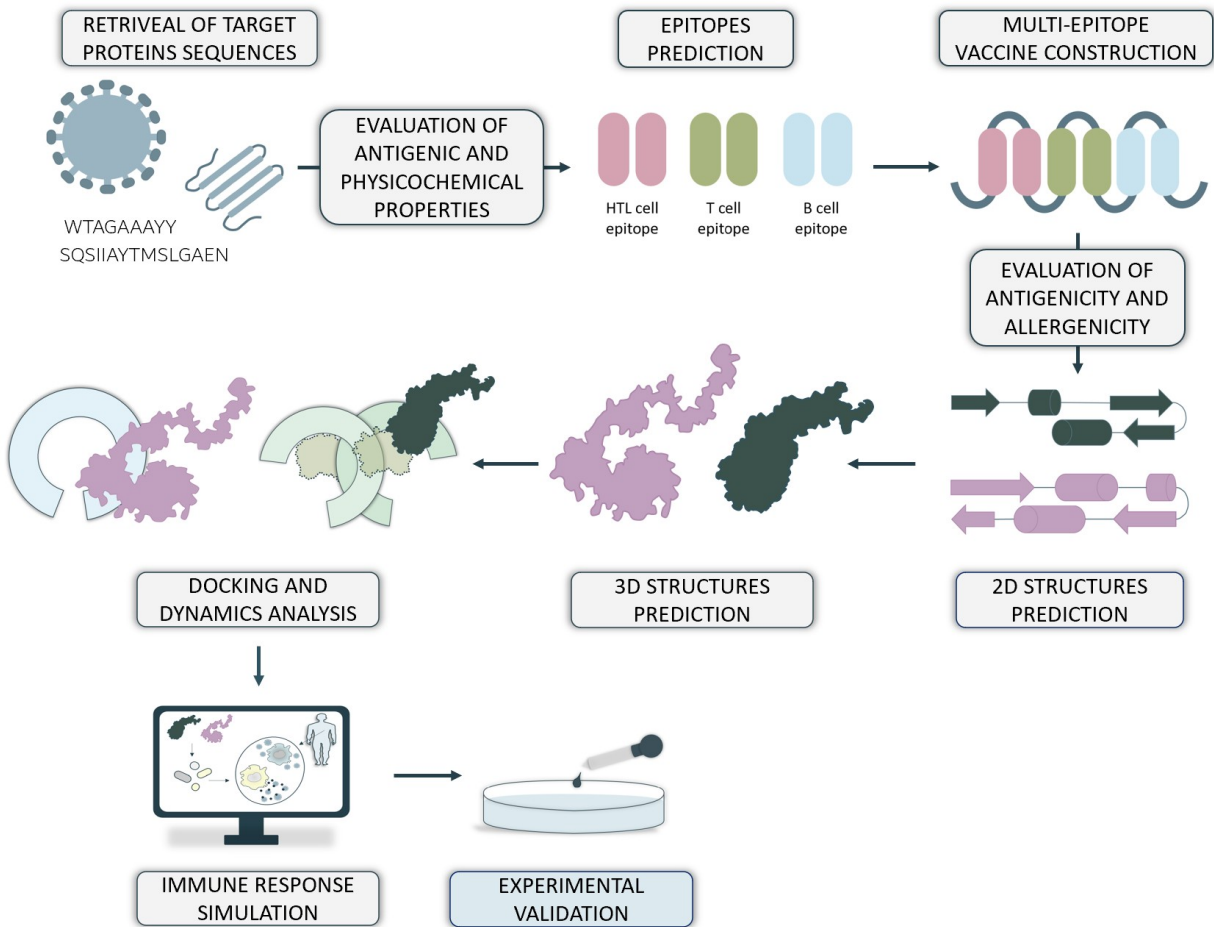 RETRIVEAL OF TARGET
PROTEINS SEQUENCES
EPITOPES
PREDICTION
MULTI-EPITOPE
VACCINE CONSTRUCTION
EVALUATION OF
ANTIGENIC AND
PHYSICOCHEMICAL
PROPERTIES
WTAGAAAYY
SQSIIAYTMSLGAEN
HTL cell
epitope
T cell
epitope
B cell
epitope
EVALUATION OF
ANTIGENICITY AND
ALLERGENICITY
DOCKING AND
DYNAMICS ANALYSIS
3D STRUCTURES
PREDICTION
2D STRUCTURES
PREDICTION
IMMUNE RESPONSE
SIMULATION
EXPERIMENTAL
VALIDATION